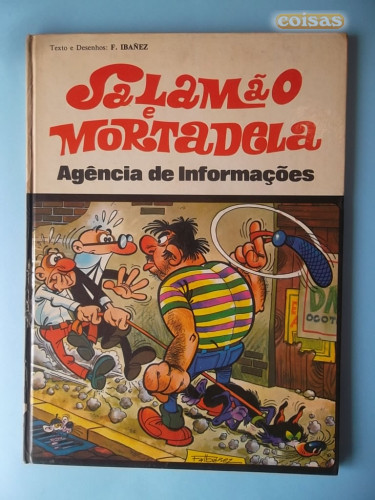 coisas
Texto e Desenhos: F. IBAÑEZ
SALAMãO
e
MORTADELA
Agência de Informações